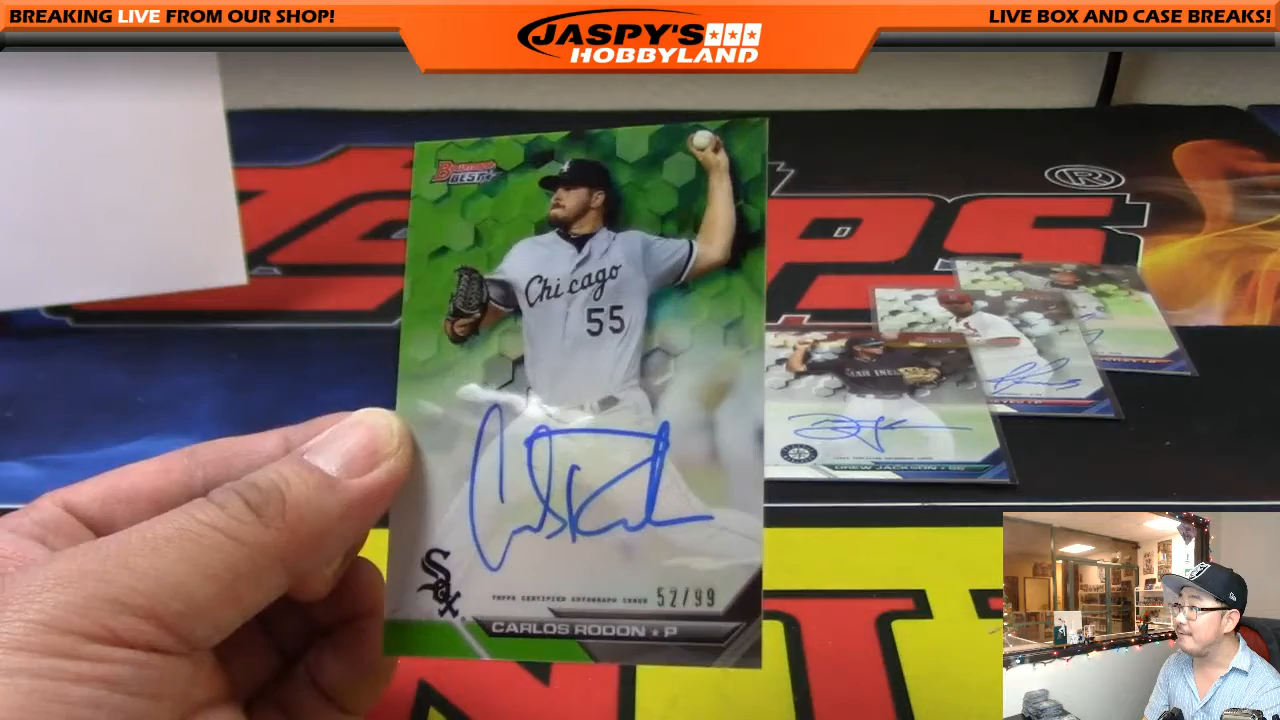 BREAKING LIVE FROM OUR SHOP!
LIVE BOX AND CASE BREAKS!
JASPY'S
HOBBYLAND
BOWMAN'S
BEST
®
Chicago
55
Sox
TOPPS CERTIFIED AUTOGRAPH ISSUE
52/99
CARLOS RODON ★ P
DREW JACKSON • SS